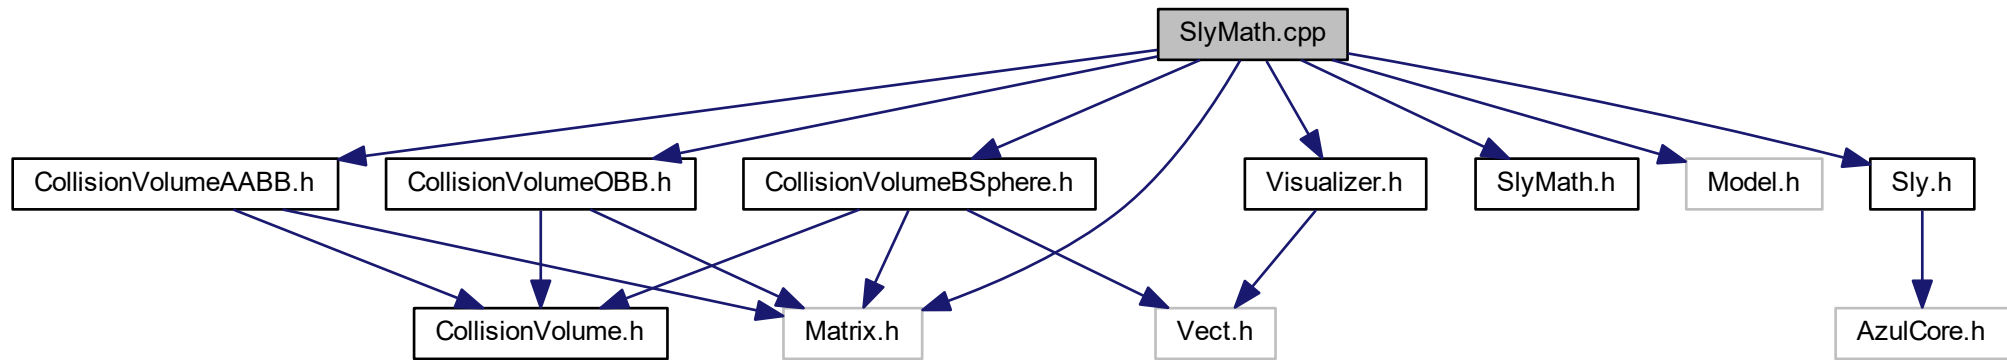 SlyMath.cpp
CollisionVolumeAABB.h
CollisionVolumeOBB.h
CollisionVolumeBSphere.h
Visualizer.h
SlyMath.h
Model.h
Sly.h
CollisionVolume.h
Matrix.h
Vect.h
AzulCore.h